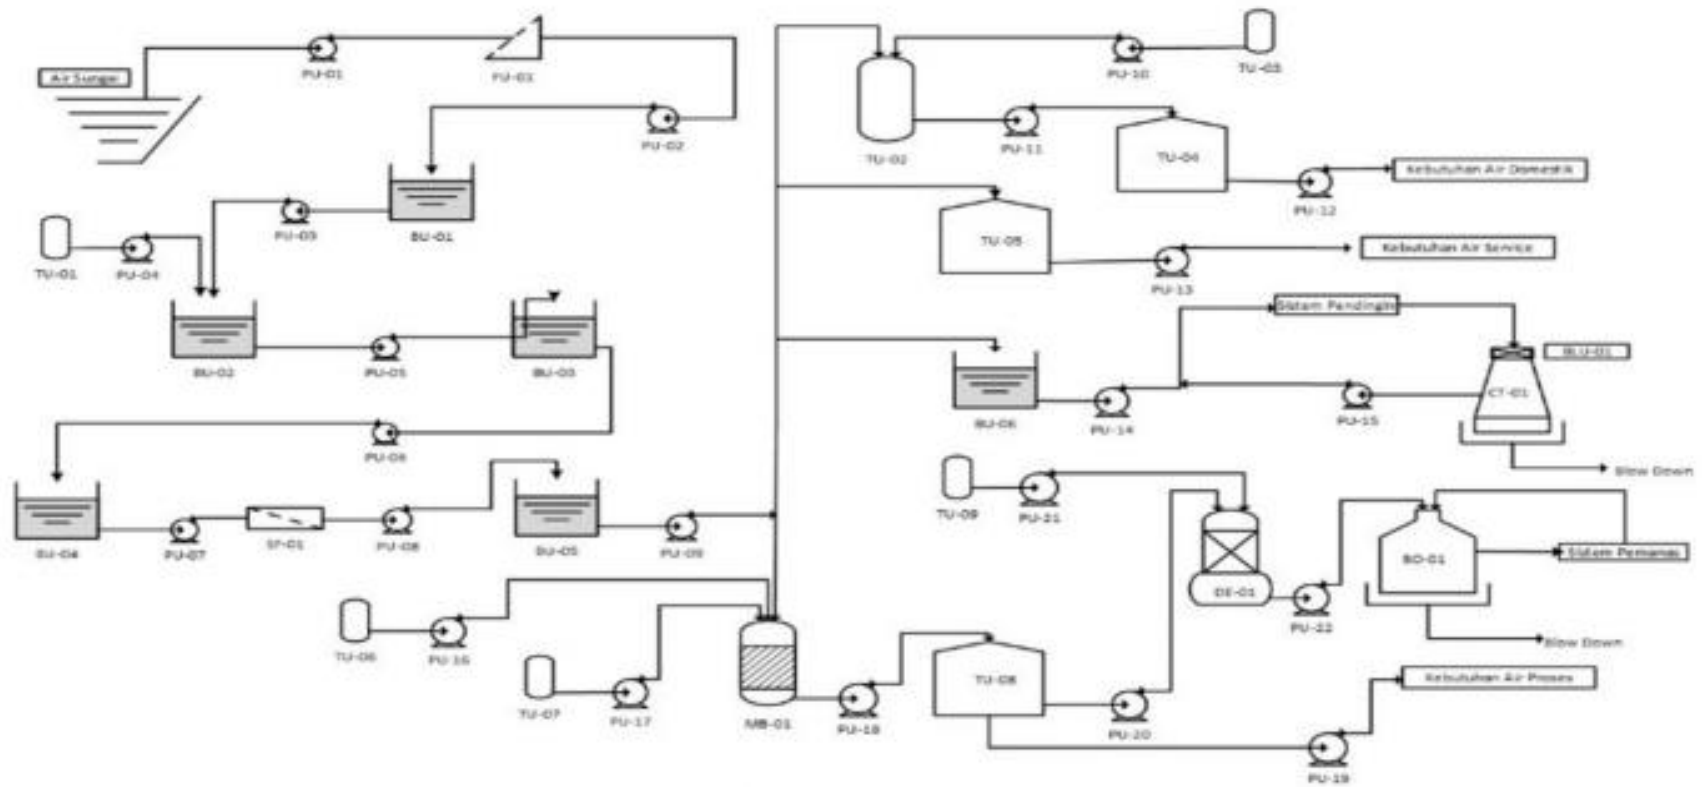 Air Sungai
PU-01
FU-01
PU-02
PU-03
BU-01
TU-01
PU-04
BU-02
PU-05
BU-03
PU-06
BU-04
PU-07
SF-01
PU-08
BU-05
PU-09
TU-06
PU-16
TU-07
PU-17
MB-01
PU-18
TU-02
PU-10
TU-03
PU-11
TU-04
PU-12
Kebutuhan Air Domestik
TU-05
PU-13
Kebutuhan Air Service
Sistem Pendingin
BLU-01
BU-06
PU-14
PU-15
CT-01
Blow Down
TU-09
PU-21
DE-01
PU-22
BO-01
Sistem Pemanas
Blow Down
TU-08
PU-20
Kebutuhan Air Proses
PU-19